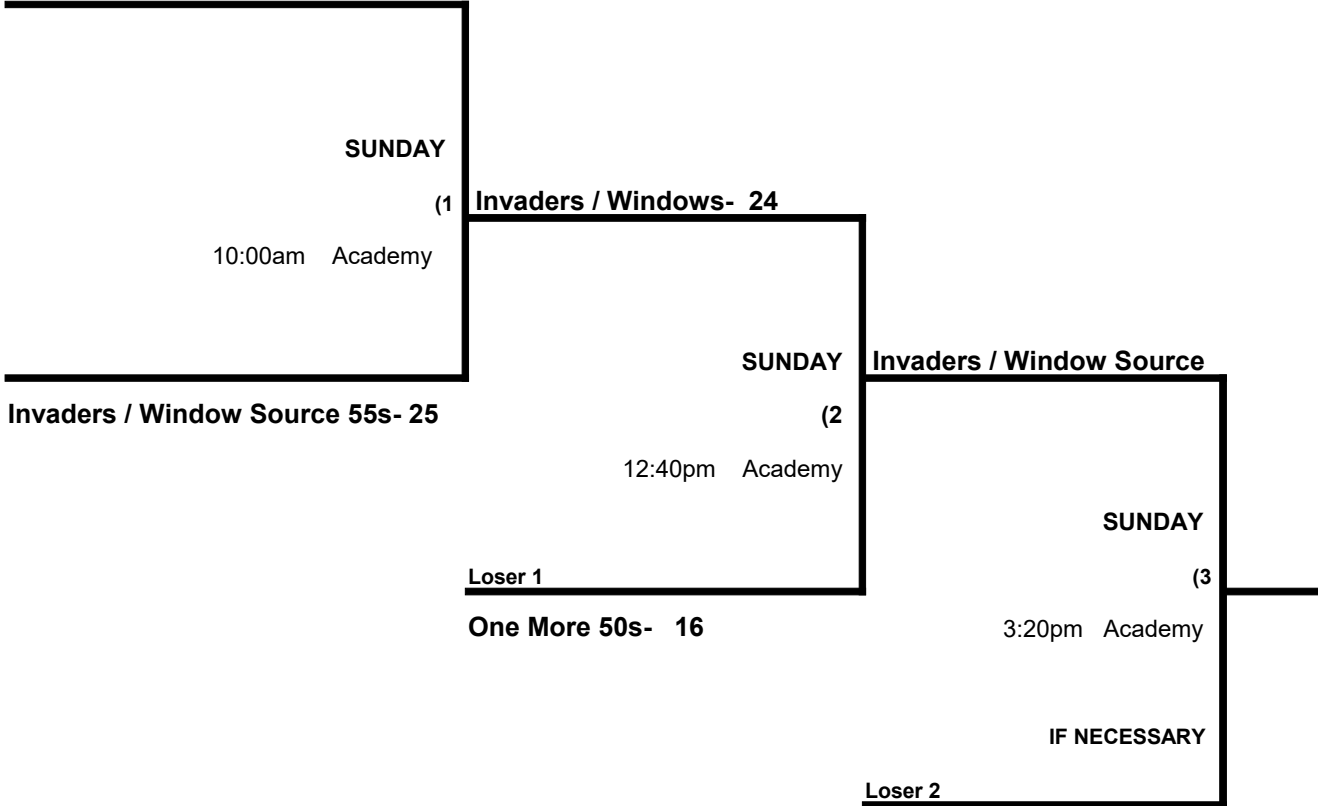 SUNDAY
(1 Invaders / Windows- 24
10:00am Academy
SUNDAY Invaders / Window Source
Invaders / Window Source 55s- 25 (2
12:40pm Academy
SUNDAY
Loser 1 (3
One More 50s- 16 3:20pm Academy
IF NECESSARY
Loser 2